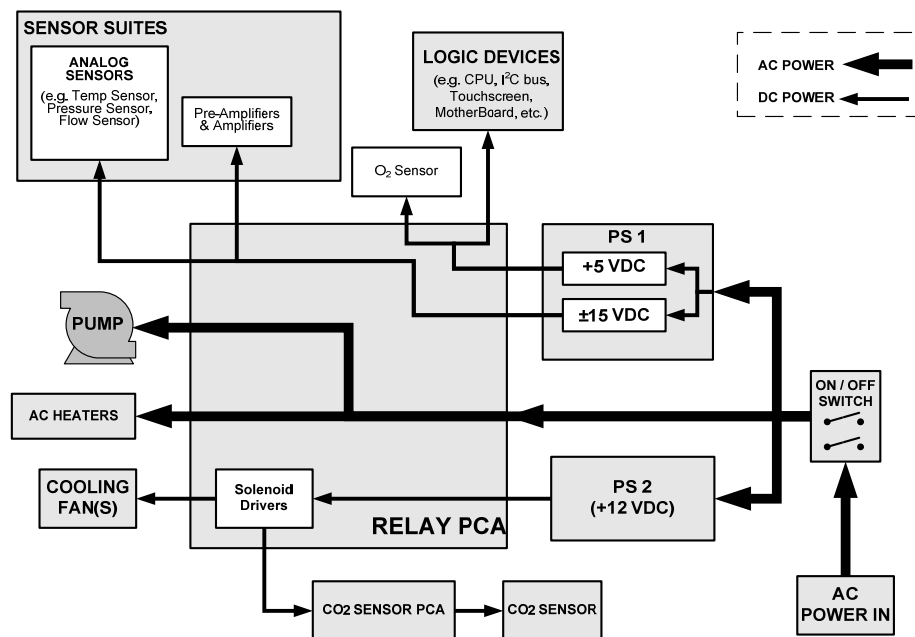 SENSOR SUITES
ANALOG
SENSORS
(e.g. Temp Sensor,
Pressure Sensor,
Flow Sensor)
Pre-Amplifiers
& Amplifiers
LOGIC DEVICES
(e.g. CPU, I²C bus,
Touchscreen,
MotherBoard, etc.)
O₂ Sensor
AC POWER
DC POWER
PS 1
+5 VDC
±15 VDC
PUMP
AC HEATERS
ON / OFF
SWITCH
COOLING
FAN(S)
Solenoid
Drivers
RELAY PCA
PS 2
(+12 VDC)
CO2 SENSOR PCA
CO2 SENSOR
AC
POWER IN